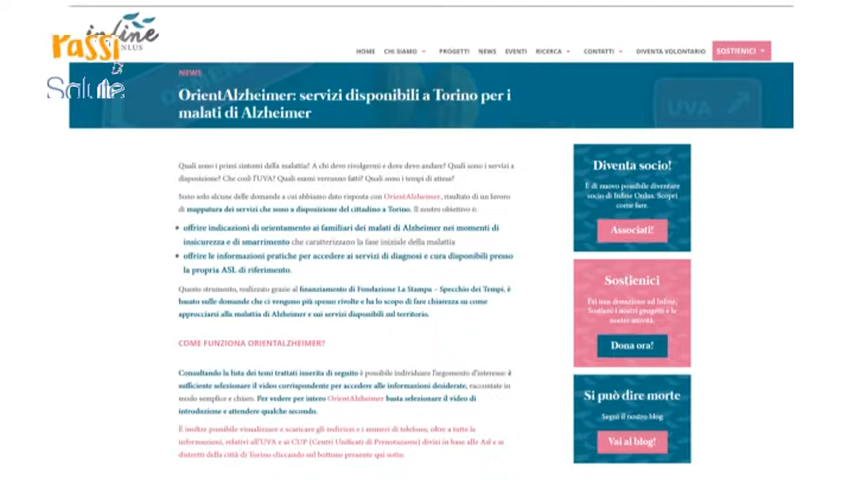 infine
ONLUS
rassi
Salute
HOME CHI SIAMO PROGETTI NEWS EVENTI RICERCA CONTATTI DIVENTA VOLONTARIO SOSTIENICI
NEWS
OrientAlzheimer: servizi disponibili a Torino per i
malati di Alzheimer
UVA
Quali sono i primi sintomi della malattia? A chi devo rivolgermi e dove devo andare? Quali sono i servizi a
disposizione? Che cos'è l'UVA? Quali esami verranno fatti? Quali sono i tempi di attesa?
Sono solo alcune delle domande a cui abbiamo dato risposta con OrientAlzheimer, risultato di un lavoro
di mappatura dei servizi che sono a disposizione del cittadino a Torino. Il nostro obiettivo è:
offrire indicazioni di orientamento ai familiari dei malati di Alzheimer nei momenti di
insicurezza e di smarrimento che caratterizzano la fase iniziale della malattia
offrire le informazioni pratiche per accedere ai servizi di diagnosi e cura disponibili presso
la propria ASL di riferimento.
Questo strumento, realizzato grazie al finanziamento di Fondazione La Stampa – Specchio dei Tempi, è
basato sulle domande che ci vengono più spesso rivolte e ha lo scopo di fare chiarezza su come
approcciarsi alla malattia di Alzheimer e sui servizi disponibili sul territorio.
COME FUNZIONA ORIENTALZHEIMER?
Consultando la lista dei temi trattati inserita di seguito è possibile individuare l'argomento d'interesse: è
sufficiente selezionare il video corrispondente per accedere alle informazioni desiderate, raccontate in
modo semplice e chiaro. Per vedere per intero OrientAlzheimer basta selezionare il video di
introduzione e attendere qualche secondo.
È inoltre possibile visualizzare e scaricare gli indirizzi e i numeri di telefono, oltre a tutte le
informazioni, relativi all'UVA e ai CUP (Centri Unificati di Prenotazione) divisi in base alle Asl e ai
distretti della città di Torino cliccando sul bottone presente qui sotto.
Diventa socio!
È di nuovo possibile diventare
socio di Infine Onlus. Scopri
come fare.
Associati!
Sostienici
Fai una donazione ad Infine,
Sostieni i nostri progetti e le
nostre attività.
Dona ora!
Si può dire morte
Segui il nostro blog
Vai al blog!